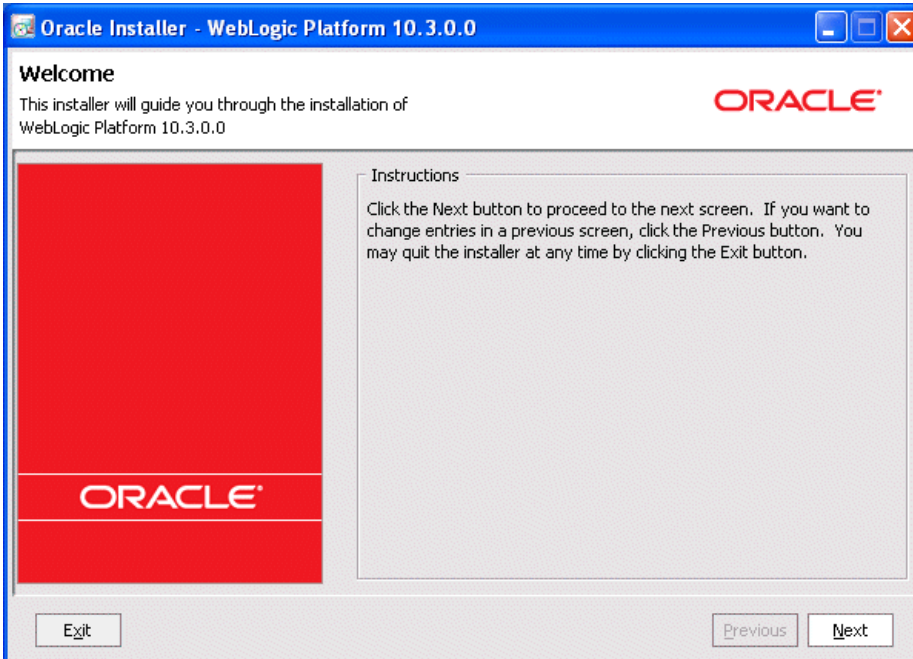 Oracle Installer - WebLogic Platform 10.3.0.0
Welcome
This installer will guide you through the installation of
WebLogic Platform 10.3.0.0
ORACLE
Instructions
Click the Next button to proceed to the next screen. If you want to
change entries in a previous screen, click the Previous button. You
may quit the installer at any time by clicking the Exit button.
ORACLE
Exit
Previous
Next